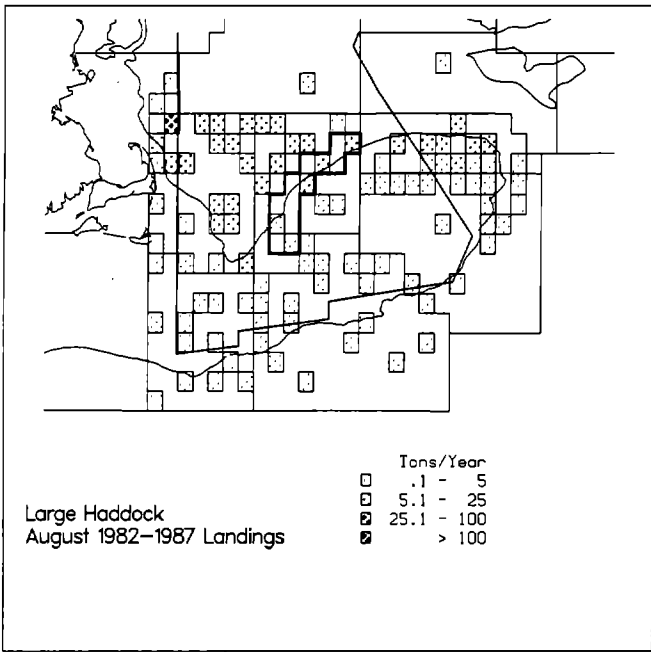 Tons/Year
.1 - 5
5.1 - 25
25.1 - 100
> 100
Large Haddock
August 1982-1987 Landings